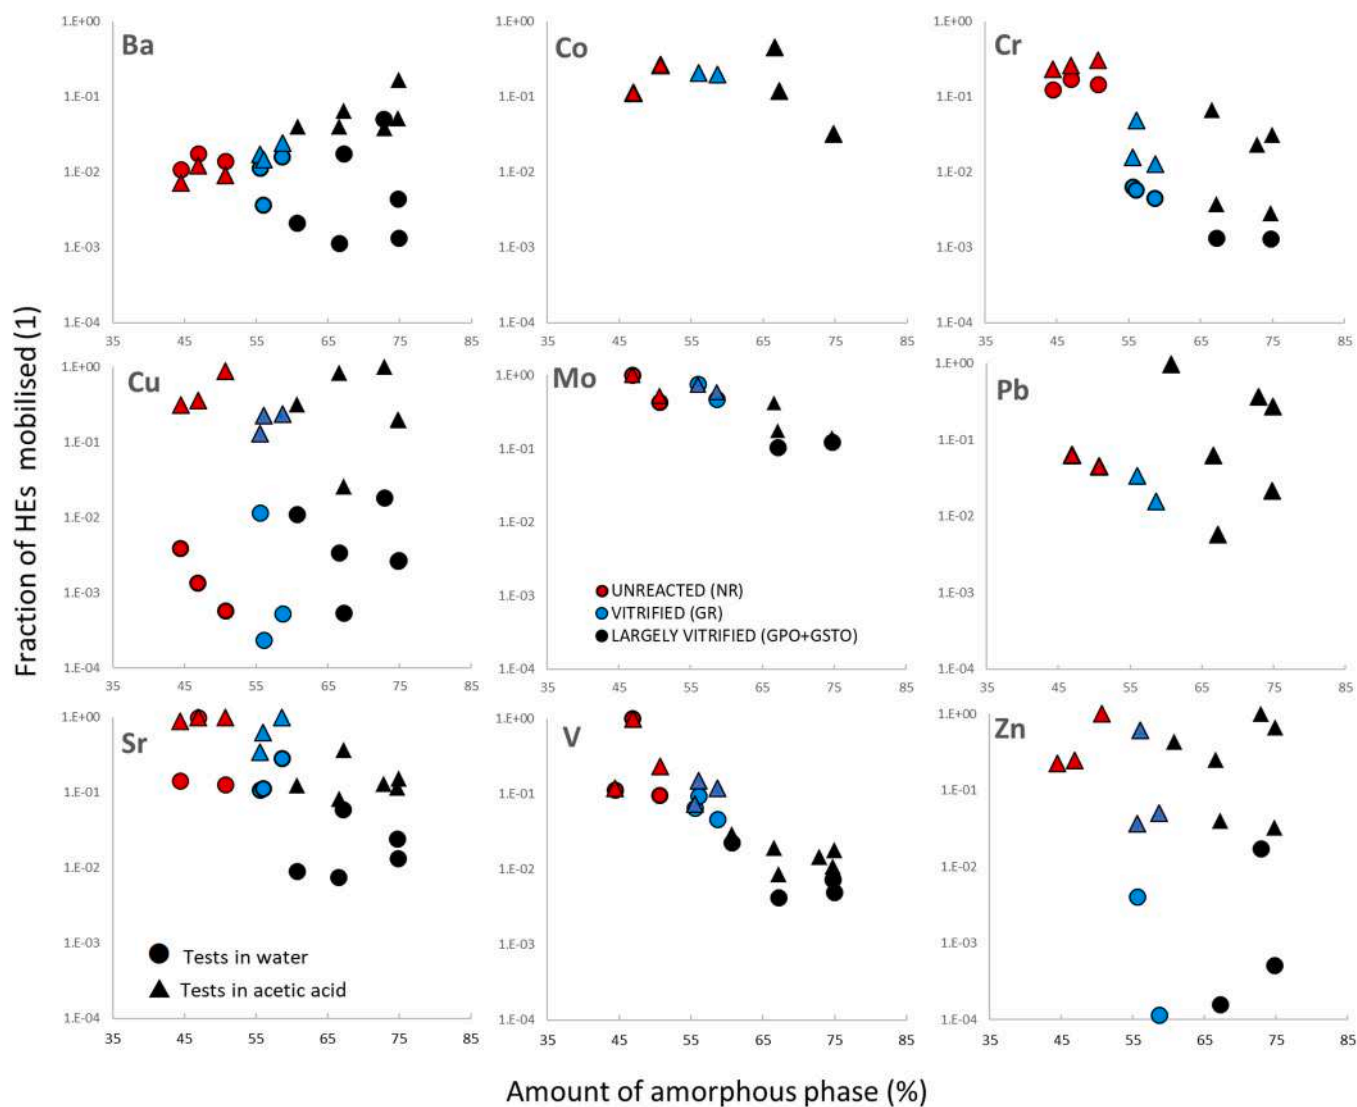 Fraction of HEs mobilised (1)
Ba
1.E+00
1.E-01
1.E-02
1.E-03
1.E-04
35 45 55 65 75 85
Co
1.E+00
1.E-01
1.E-02
1.E-03
1.E-04
35 45 55 65 75 85
Cr
1.E+00
1.E-01
1.E-02
1.E-03
1.E-04
35 45 55 65 75 85
Cu
1.E+00
1.E-01
1.E-02
1.E-03
1.E-04
35 45 55 65 75 85
Mo
1.E+00
1.E-01
1.E-02
1.E-03
1.E-04
UNREACTED (NR)
VITRIFIED (GR)
LARGELY VITRIFIED (GPO+GSTO)
35 45 55 65 75 85
Pb
1.E+00
1.E-01
1.E-02
1.E-03
1.E-04
35 45 55 65 75 85
Sr
1.E+00
1.E-01
1.E-02
1.E-03
1.E-04
Tests in water
Tests in acetic acid
35 45 55 65 75 85
V
1.E+00
1.E-01
1.E-02
1.E-03
1.E-04
35 45 55 65 75 85
Zn
1.E+00
1.E-01
1.E-02
1.E-03
1.E-04
35 45 55 65 75 85
Amount of amorphous phase (%)